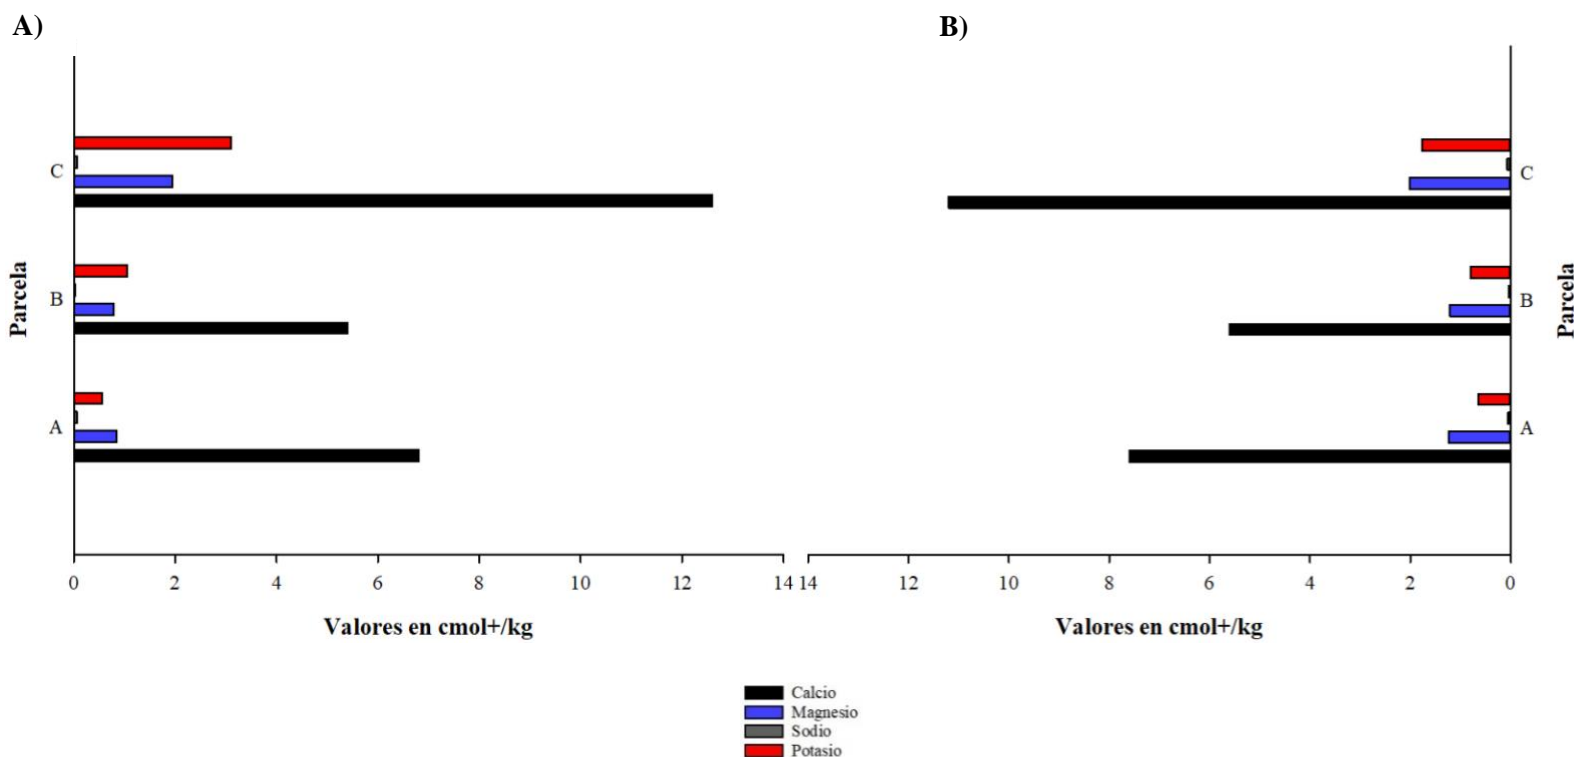 A)
B)
C
B
A
Parcela
0 2 4 6 8 10 12 14
Valores en cmol+/kg
C
B
A
Parcela
14 12 10 8 6 4 2 0
Valores en cmol+/kg
Calcio
Magnesio
Sodio
Potasio